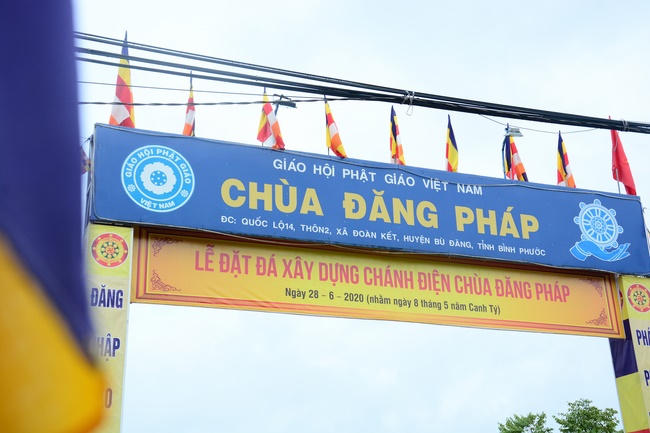 GIÁO HỘI PHẬT GIÁO VIỆT NAM
GIÁO HỘI PHẬT GIÁO VIỆT NAM
CHÙA ĐĂNG PHÁP
ĐC: QUỐC LỘ14, THÔN2, XÃ ĐOÀN KẾT, HUYỆN BÙ ĐĂNG, TỈNH BÌNH PHƯỚC
LỄ ĐẶT ĐÁ XÂY DỰNG CHÁNH ĐIỆN CHÙA ĐĂNG PHÁP
Ngày 28 - 6 - 2020 (nhằm ngày 8 tháng 5 năm Canh Tý)
ĐĂNG
PHÁP